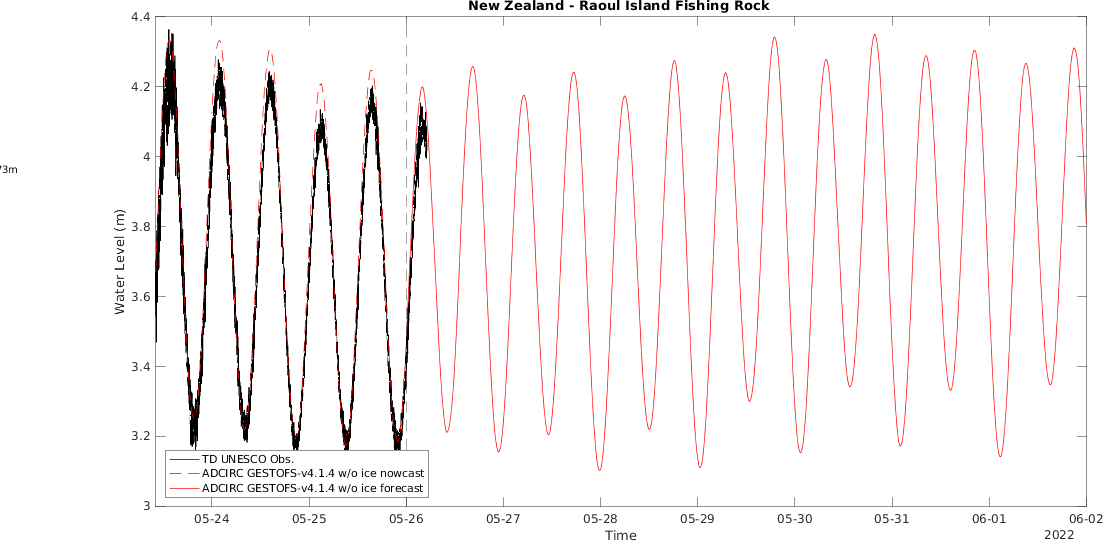 New Zealand - Raoul Island Fishing Rock
4.4
4.2
4
3.8
3.6
3.4
3.2
3
/3m
Water Level (m)
TD UNESCO Obs.
ADCIRC GESTOFS-v4.1.4 w/o ice nowcast
ADCIRC GESTOFS-v4.1.4 w/o ice forecast
05-24
05-25
05-26
05-27
05-28
05-29
05-30
05-31
06-01
06-02
Time
2022